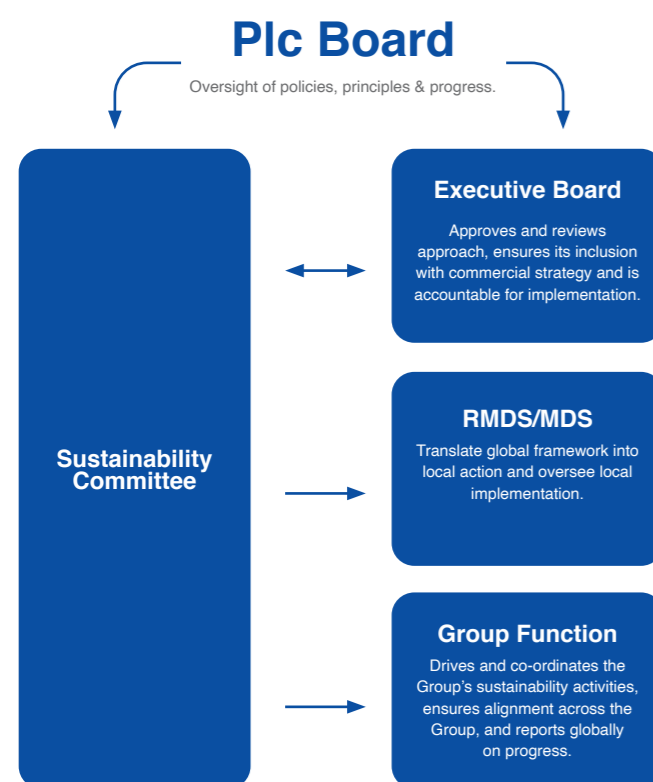 Plc Board
Oversight of policies, principles & progress.
Sustainability
Committee
Executive Board
Approves and reviews
approach, ensures its inclusion
with commercial strategy and is
accountable for implementation.
RMDS/MDS
Translate global framework into
local action and oversee local
implementation.
Group Function
Drives and co-ordinates the
Group’s sustainability activities,
ensures alignment across the
Group, and reports globally
on progress.